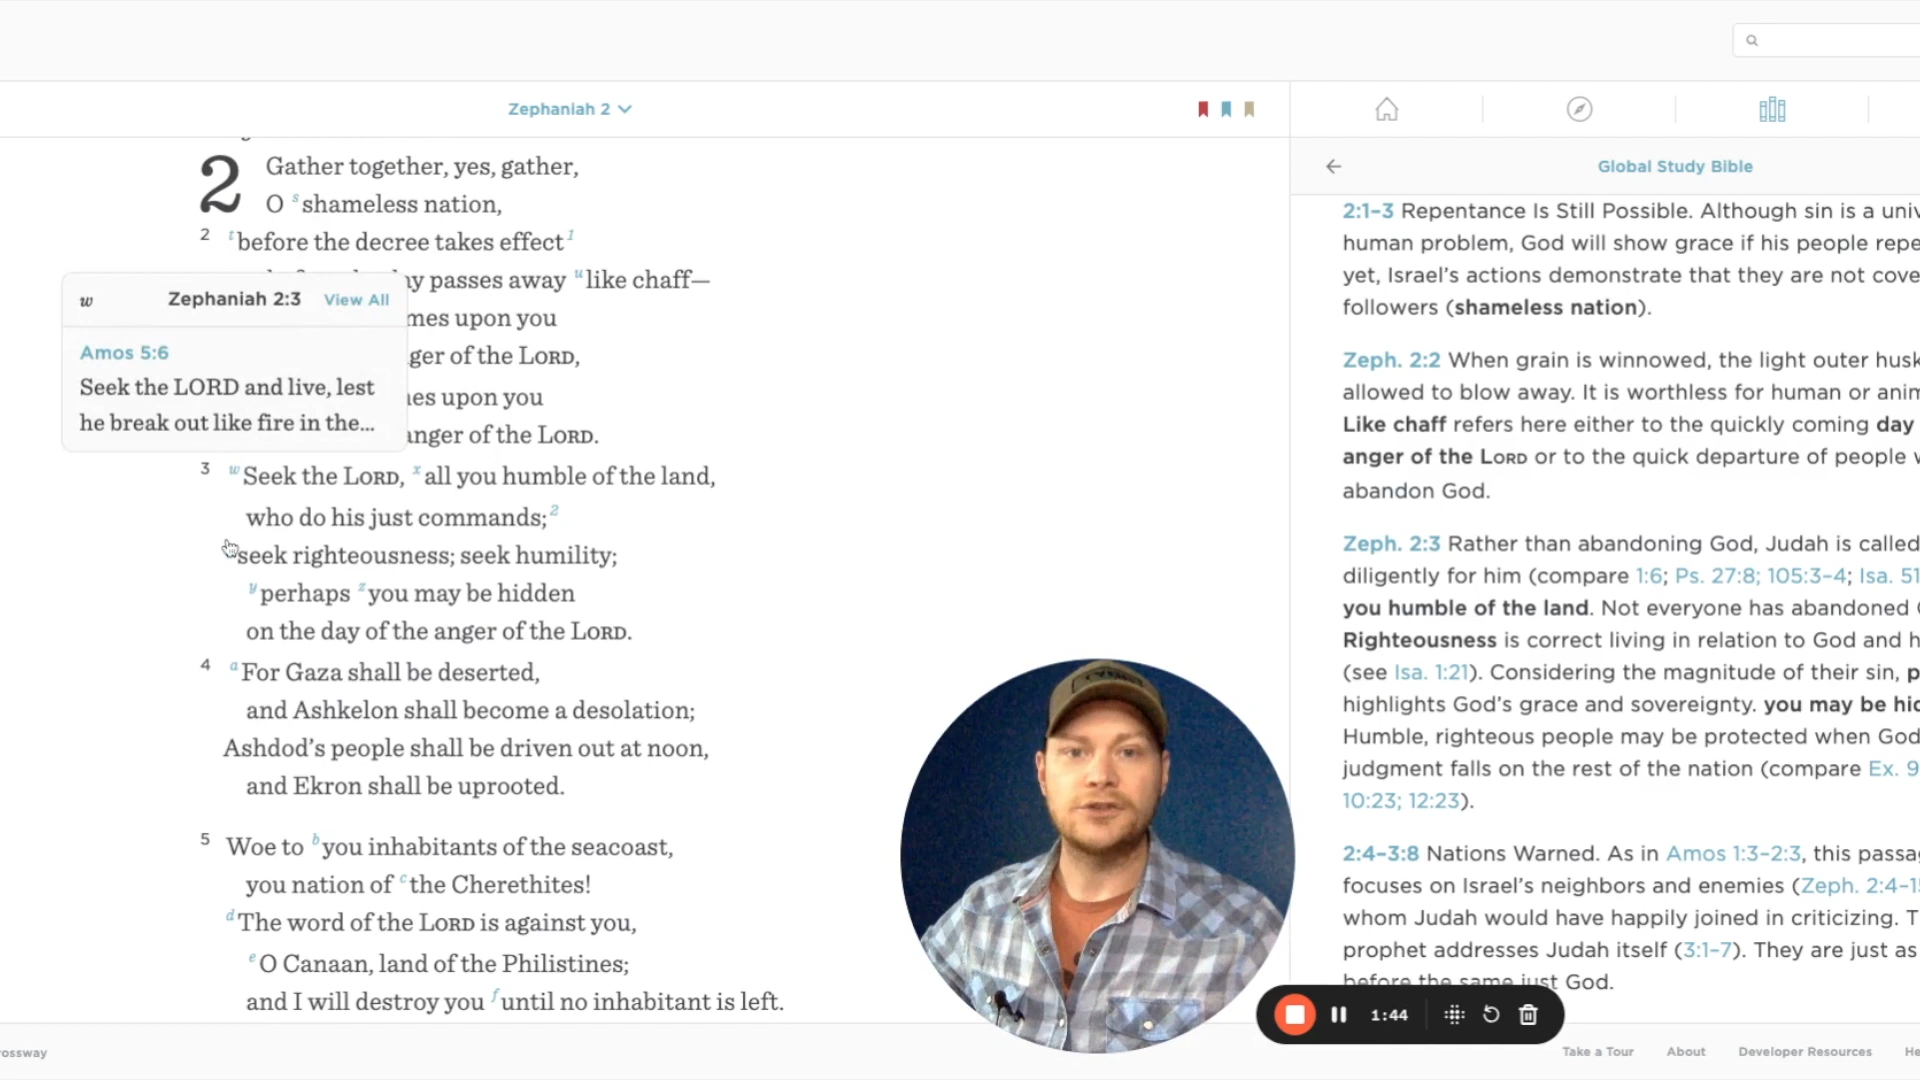 Zephaniah 2
2 Gather together, yes, gather,
O s shameless nation,
2 t before the decree takes effect 1
passes away u like chaff—
upon you
of the LORD,
upon you
anger of the LORD.
w Zephaniah 2:3 View All
Amos 5:6
Seek the LORD and live, lest
he break out like fire in the...
3 w Seek the LORD, x all you humble of the land,
who do his just commands; 2
seek righteousness; seek humility;
y perhaps z you may be hidden
on the day of the anger of the LORD.
4 a For Gaza shall be deserted,
and Ashkelon shall become a desolation;
Ashdod's people shall be driven out at noon,
and Ekron shall be uprooted.
5 Woe to b you inhabitants of the seacoast,
you nation of c the Cherethites!
d The word of the LORD is against you,
e O Canaan, land of the Philistines;
and I will destroy you f until no inhabitant is left.
Global Study Bible
2:1–3 Repentance Is Still Possible. Although sin is a
human problem, God will show grace if his people
yet, Israel's actions demonstrate that they are not
followers (shameless nation).
Zeph. 2:2 When grain is winnowed, the light outer
allowed to blow away. It is worthless for human or
Like chaff refers here either to the quickly coming day
anger of the LORD or to the quick departure of people
abandon God.
Zeph. 2:3 Rather than abandoning God, Judah is called
diligently for him (compare 1:6; Ps. 27:8; 105:3–4; Isa. 51
you humble of the land. Not everyone has abandoned
Righteousness is correct living in relation to God and
(see Isa. 1:21). Considering the magnitude of their sin,
highlights God's grace and sovereignty. you may be
Humble, righteous people may be protected when God
judgment falls on the rest of the nation (compare Ex. 9
10:23; 12:23).
2:4–3:8 Nations Warned. As in Amos 1:3–2:3, this
focuses on Israel's neighbors and enemies (Zeph. 2:4–
whom Judah would have happily joined in criticizing.
prophet addresses Judah itself (3:1–7). They are just as
before the same just God.
1:44
rossway
Take a Tour About Developer Resources